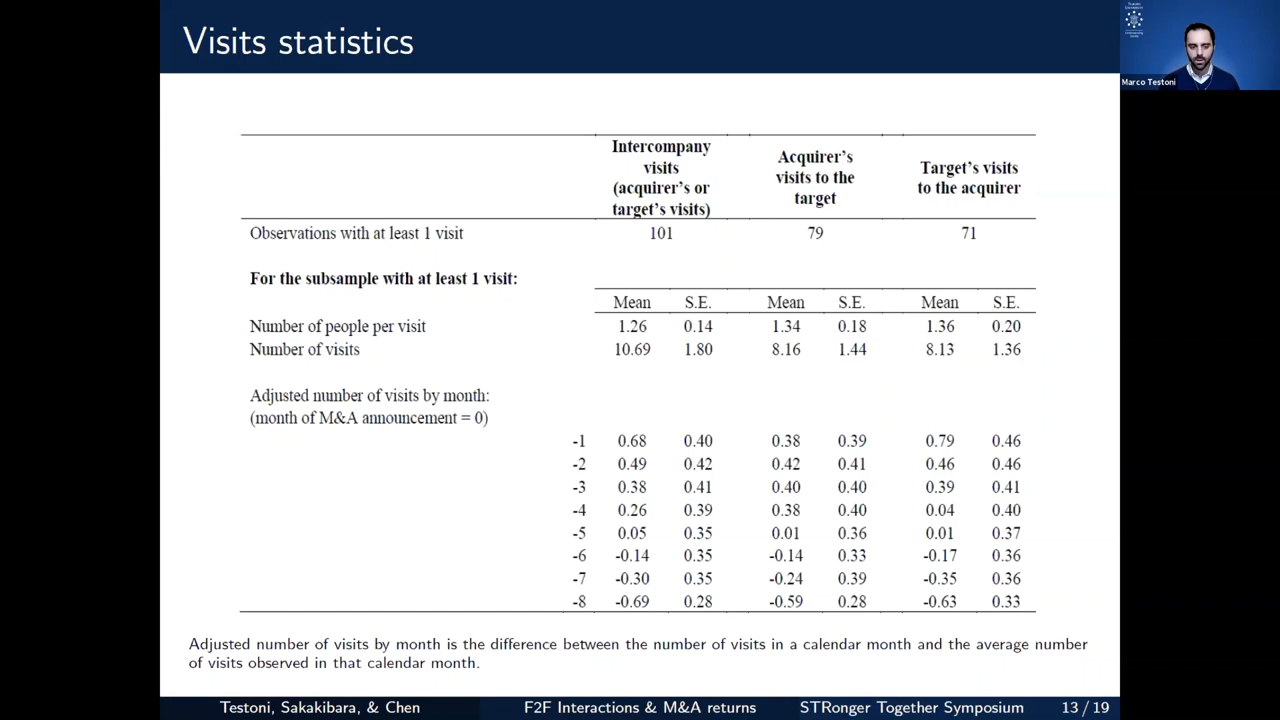 Visits statistics
Marco Testoni
Intercompany
visits
(acquirer's or
target's visits)
Acquirer's
visits to the
target
Target's visits
to the acquirer
Observations with at least 1 visit 101 79 71
For the subsample with at least 1 visit:
Mean S.E. Mean S.E. Mean S.E.
Number of people per visit 1.26 0.14 1.34 0.18 1.36 0.20
Number of visits 10.69 1.80 8.16 1.44 8.13 1.36
Adjusted number of visits by month:
(month of M&A announcement = 0)
-1 0.68 0.40 0.38 0.39 0.79 0.46
-2 0.49 0.42 0.42 0.41 0.46 0.46
-3 0.38 0.41 0.40 0.40 0.39 0.41
-4 0.26 0.39 0.38 0.40 0.04 0.40
-5 0.05 0.35 0.01 0.36 0.01 0.37
-6 -0.14 0.35 -0.14 0.33 -0.17 0.36
-7 -0.30 0.35 -0.24 0.39 -0.35 0.36
-8 -0.69 0.28 -0.59 0.28 -0.63 0.33
Adjusted number of visits by month is the difference between the number of visits in a calendar month and the average number
of visits observed in that calendar month.
Testoni, Sakakibara, & Chen F2F Interactions & M&A returns STRonger Together Symposium 13 / 19